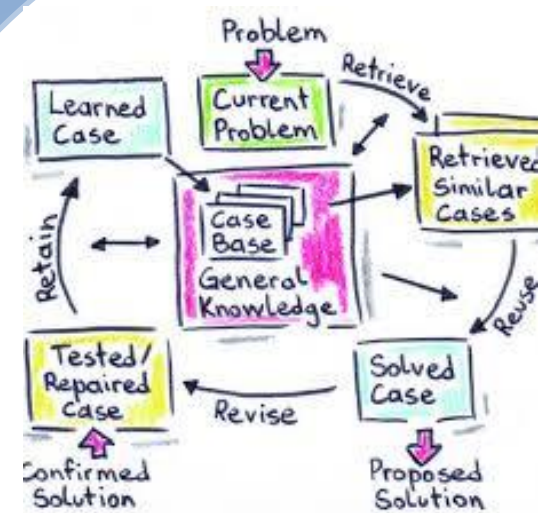 Problem
Current
Problem
Retrieve
Learned
Case
Retrieved
Similar
Cases
Case
Base
General
Knowledge
Retain
Reuse
Tested/
Repaired
Case
Revise
Solved
Case
Confirmed
Solution
Proposed
Solution